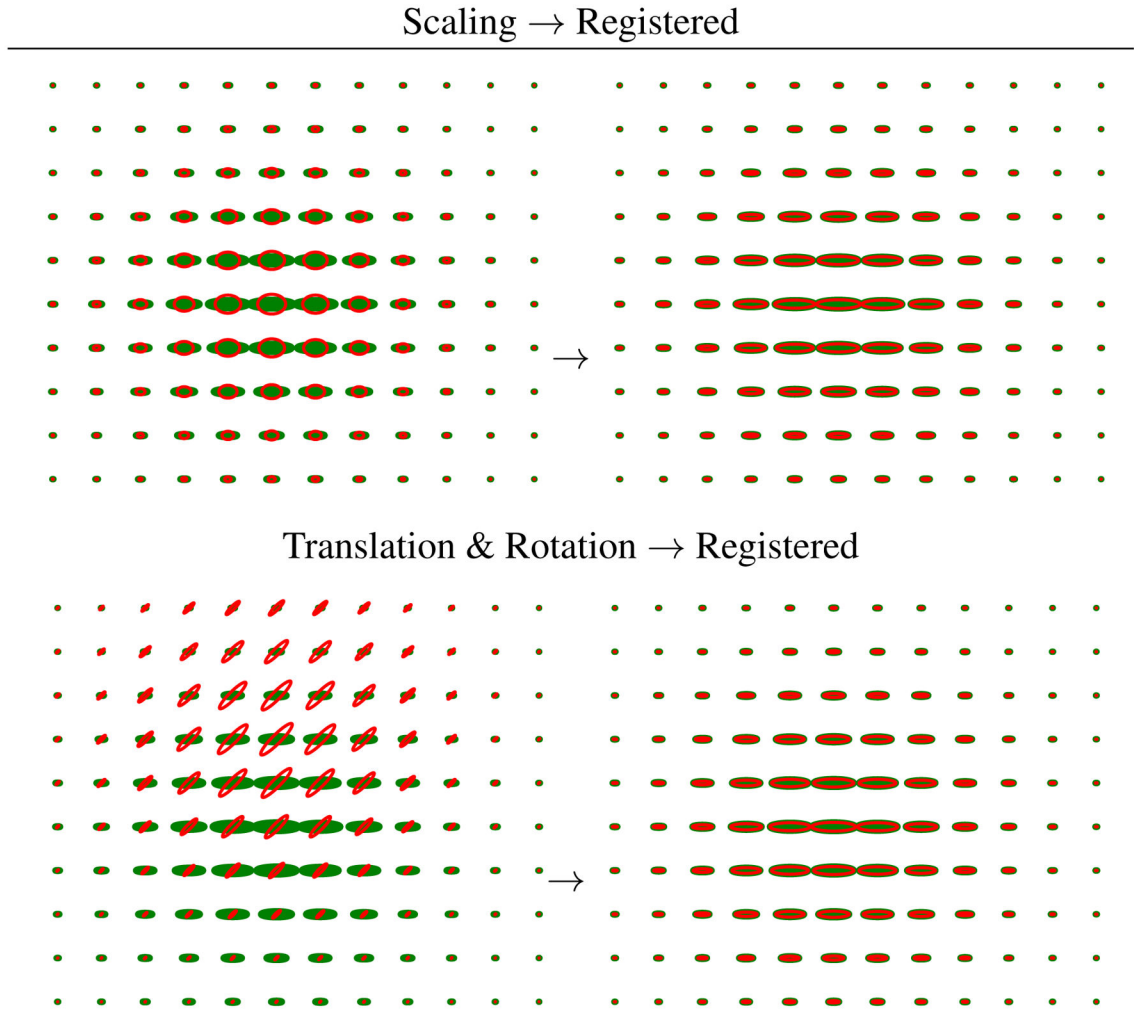 Scaling → Registered
→
Translation & Rotation → Registered
→